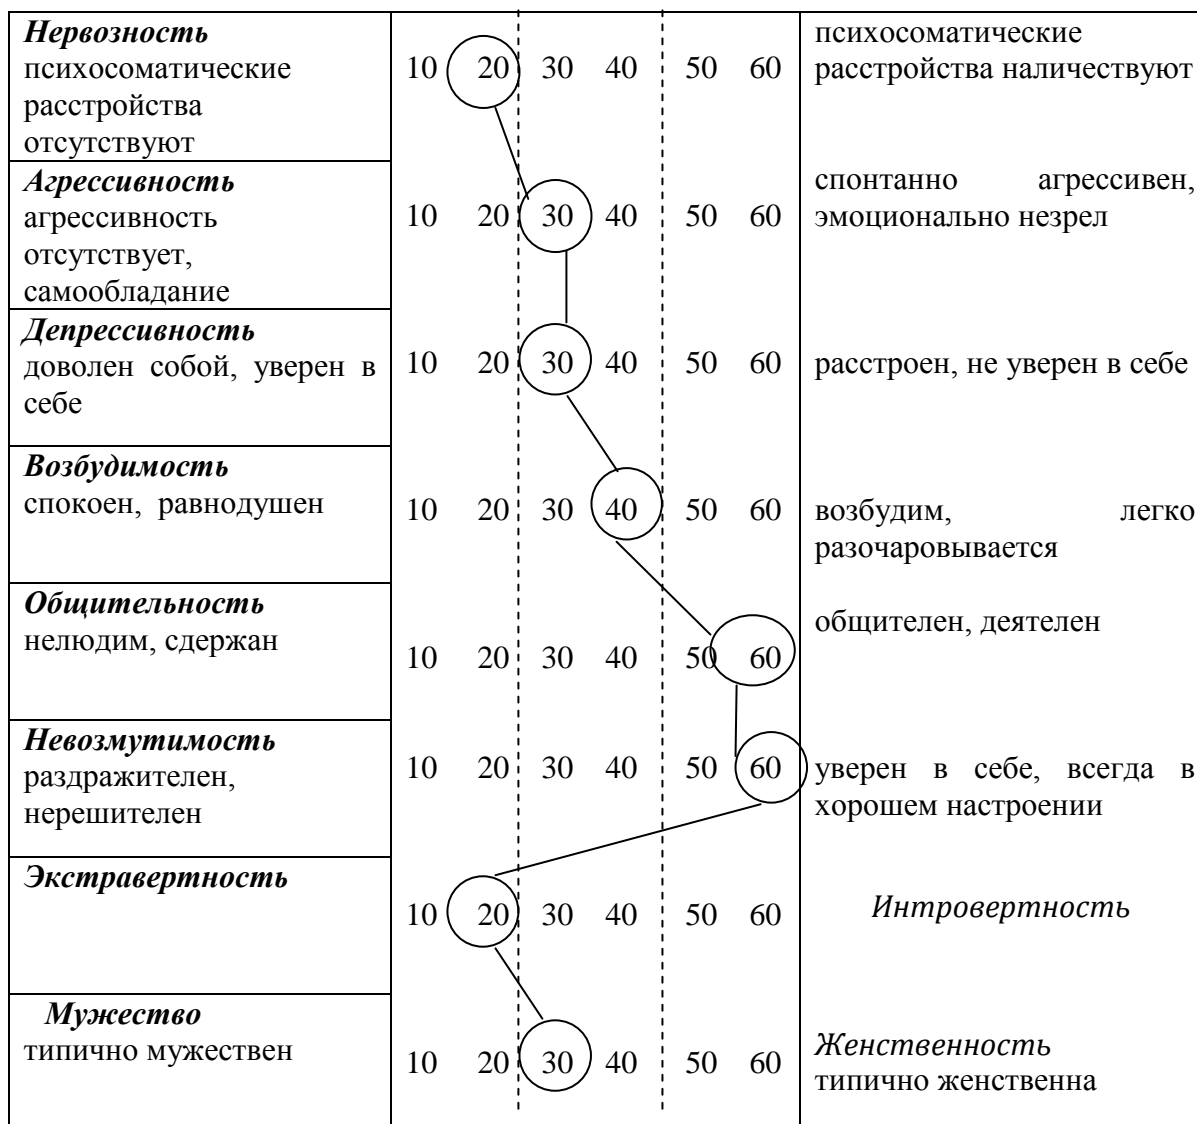 Нервозность
психосоматические
расстройства
отсутствуют
10 20 30 40 50 60
психосоматические
расстройства наличествуют
Агрессивность
агрессивность
отсутствует,
самообладание
10 20 30 40 50 60
спонтанно агрессивен,
эмоционально незрел
Депрессивность
доволен собой, уверен в
себе
10 20 30 40 50 60
расстроен, не уверен в себе
Возбудимость
спокоен, равнодушен
10 20 30 40 50 60
возбудим, легко
разочаровывается
Общительность
нелюдим, сдержан
10 20 30 40 50 60
общителен, деятелен
Невозмутимость
раздражителен,
нерешителен
10 20 30 40 50 60
уверен в себе, всегда в
хорошем настроении
Экстравертность
10 20 30 40 50 60
Интровертность
Мужество
типично мужествен
10 20 30 40 50 60
Женственность
типично женственна